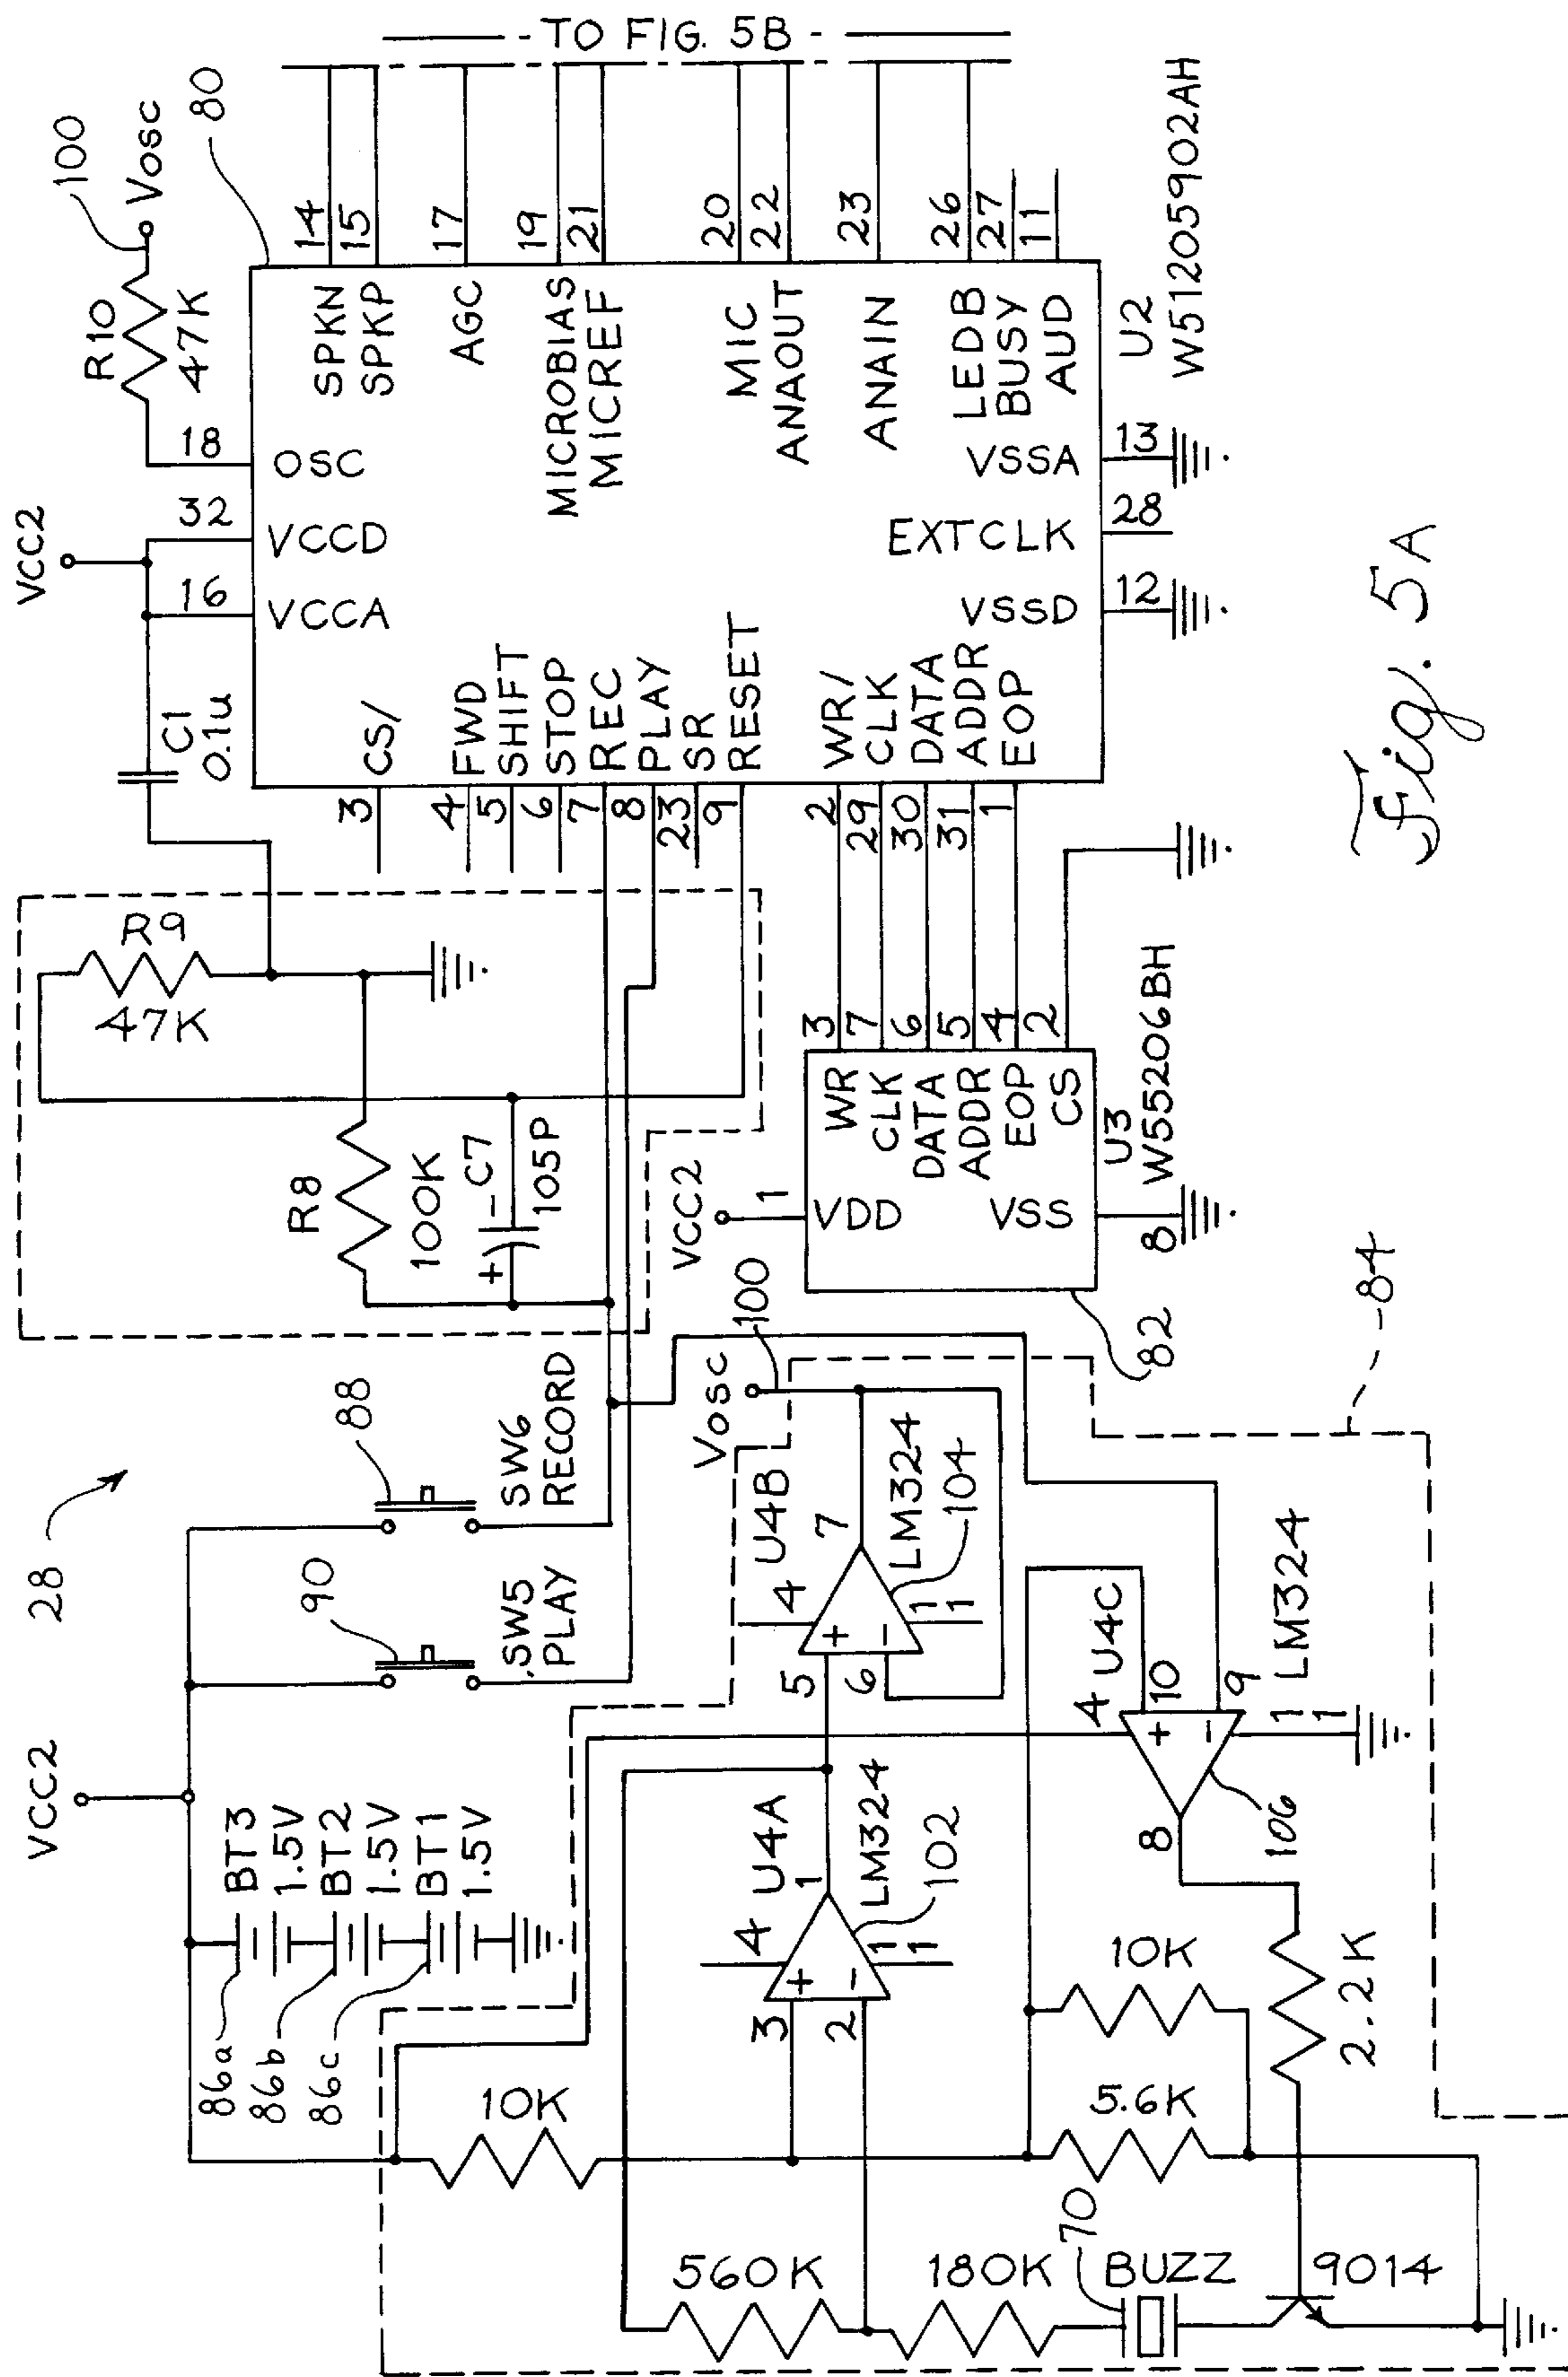 28
VCC2
BT3
1.5V
BT2
1.5V
BT1
1.5V
86a
86b
86c
90
SW5
PLAY
88
SW6
RECORD
R9
47K
R8
100K
+
-
C7
105P
VCC2
C1
0.1u
R10
47K
100
Vosc
80
16
32
18
VCCA
VCCD
OSC
3
4
5
6
7
8
23
9
CS/
FWD
SHIFT
STOP
REC
PLAY
SR
RESET
2
29
30
31
1
WR/
CLK
DATA
ADDR
EOP
14
15
17
19
21
20
22
23
26
27
11
SPKN
SPKP
AGC
MICROBIAS
MICREF
MIC
ANAOUT
ANAIN
LEDB
BUSY
AUD
VSSD
EXTCLK
VSSA
12
28
13
U2
W51205902AH
- TO FIG. 5B -
VCC2
1
VDD
WR
CLK
DATA
ADDR
EOP
CS
VSS
3
7
6
5
4
2
8
U3
W55206BH
82
84
10K
560K
180K
70
BUZZ
9014
5.6K
10K
2.2K
3
2
+
-
4
11
1
U4A
LM324
102
5
6
+
-
4
11
7
U4B
LM324
104
Vosc
100
4
U4C
10
9
+
-
11
8
LM324
106
Fig. 5A